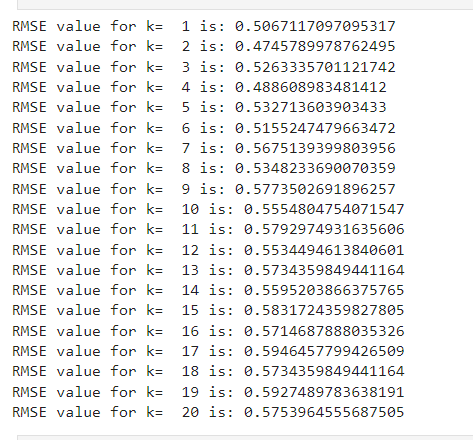 RMSE value for k=  1 is: 0.5067117097095317
RMSE value for k=  2 is: 0.4745789978762495
RMSE value for k=  3 is: 0.5263335701121742
RMSE value for k=  4 is: 0.488608983481412
RMSE value for k=  5 is: 0.532713603903433
RMSE value for k=  6 is: 0.5155247479663472
RMSE value for k=  7 is: 0.5675139399803956
RMSE value for k=  8 is: 0.5348233690070359
RMSE value for k=  9 is: 0.5773502691896257
RMSE value for k=  10 is: 0.5554804754071547
RMSE value for k=  11 is: 0.5792974931635606
RMSE value for k=  12 is: 0.5534494613840601
RMSE value for k=  13 is: 0.5734359849441164
RMSE value for k=  14 is: 0.5595203866375765
RMSE value for k=  15 is: 0.5831724359827805
RMSE value for k=  16 is: 0.5714687888035326
RMSE value for k=  17 is: 0.5946457799426509
RMSE value for k=  18 is: 0.5734359849441164
RMSE value for k=  19 is: 0.5927489783638191
RMSE value for k=  20 is: 0.5753964555687505